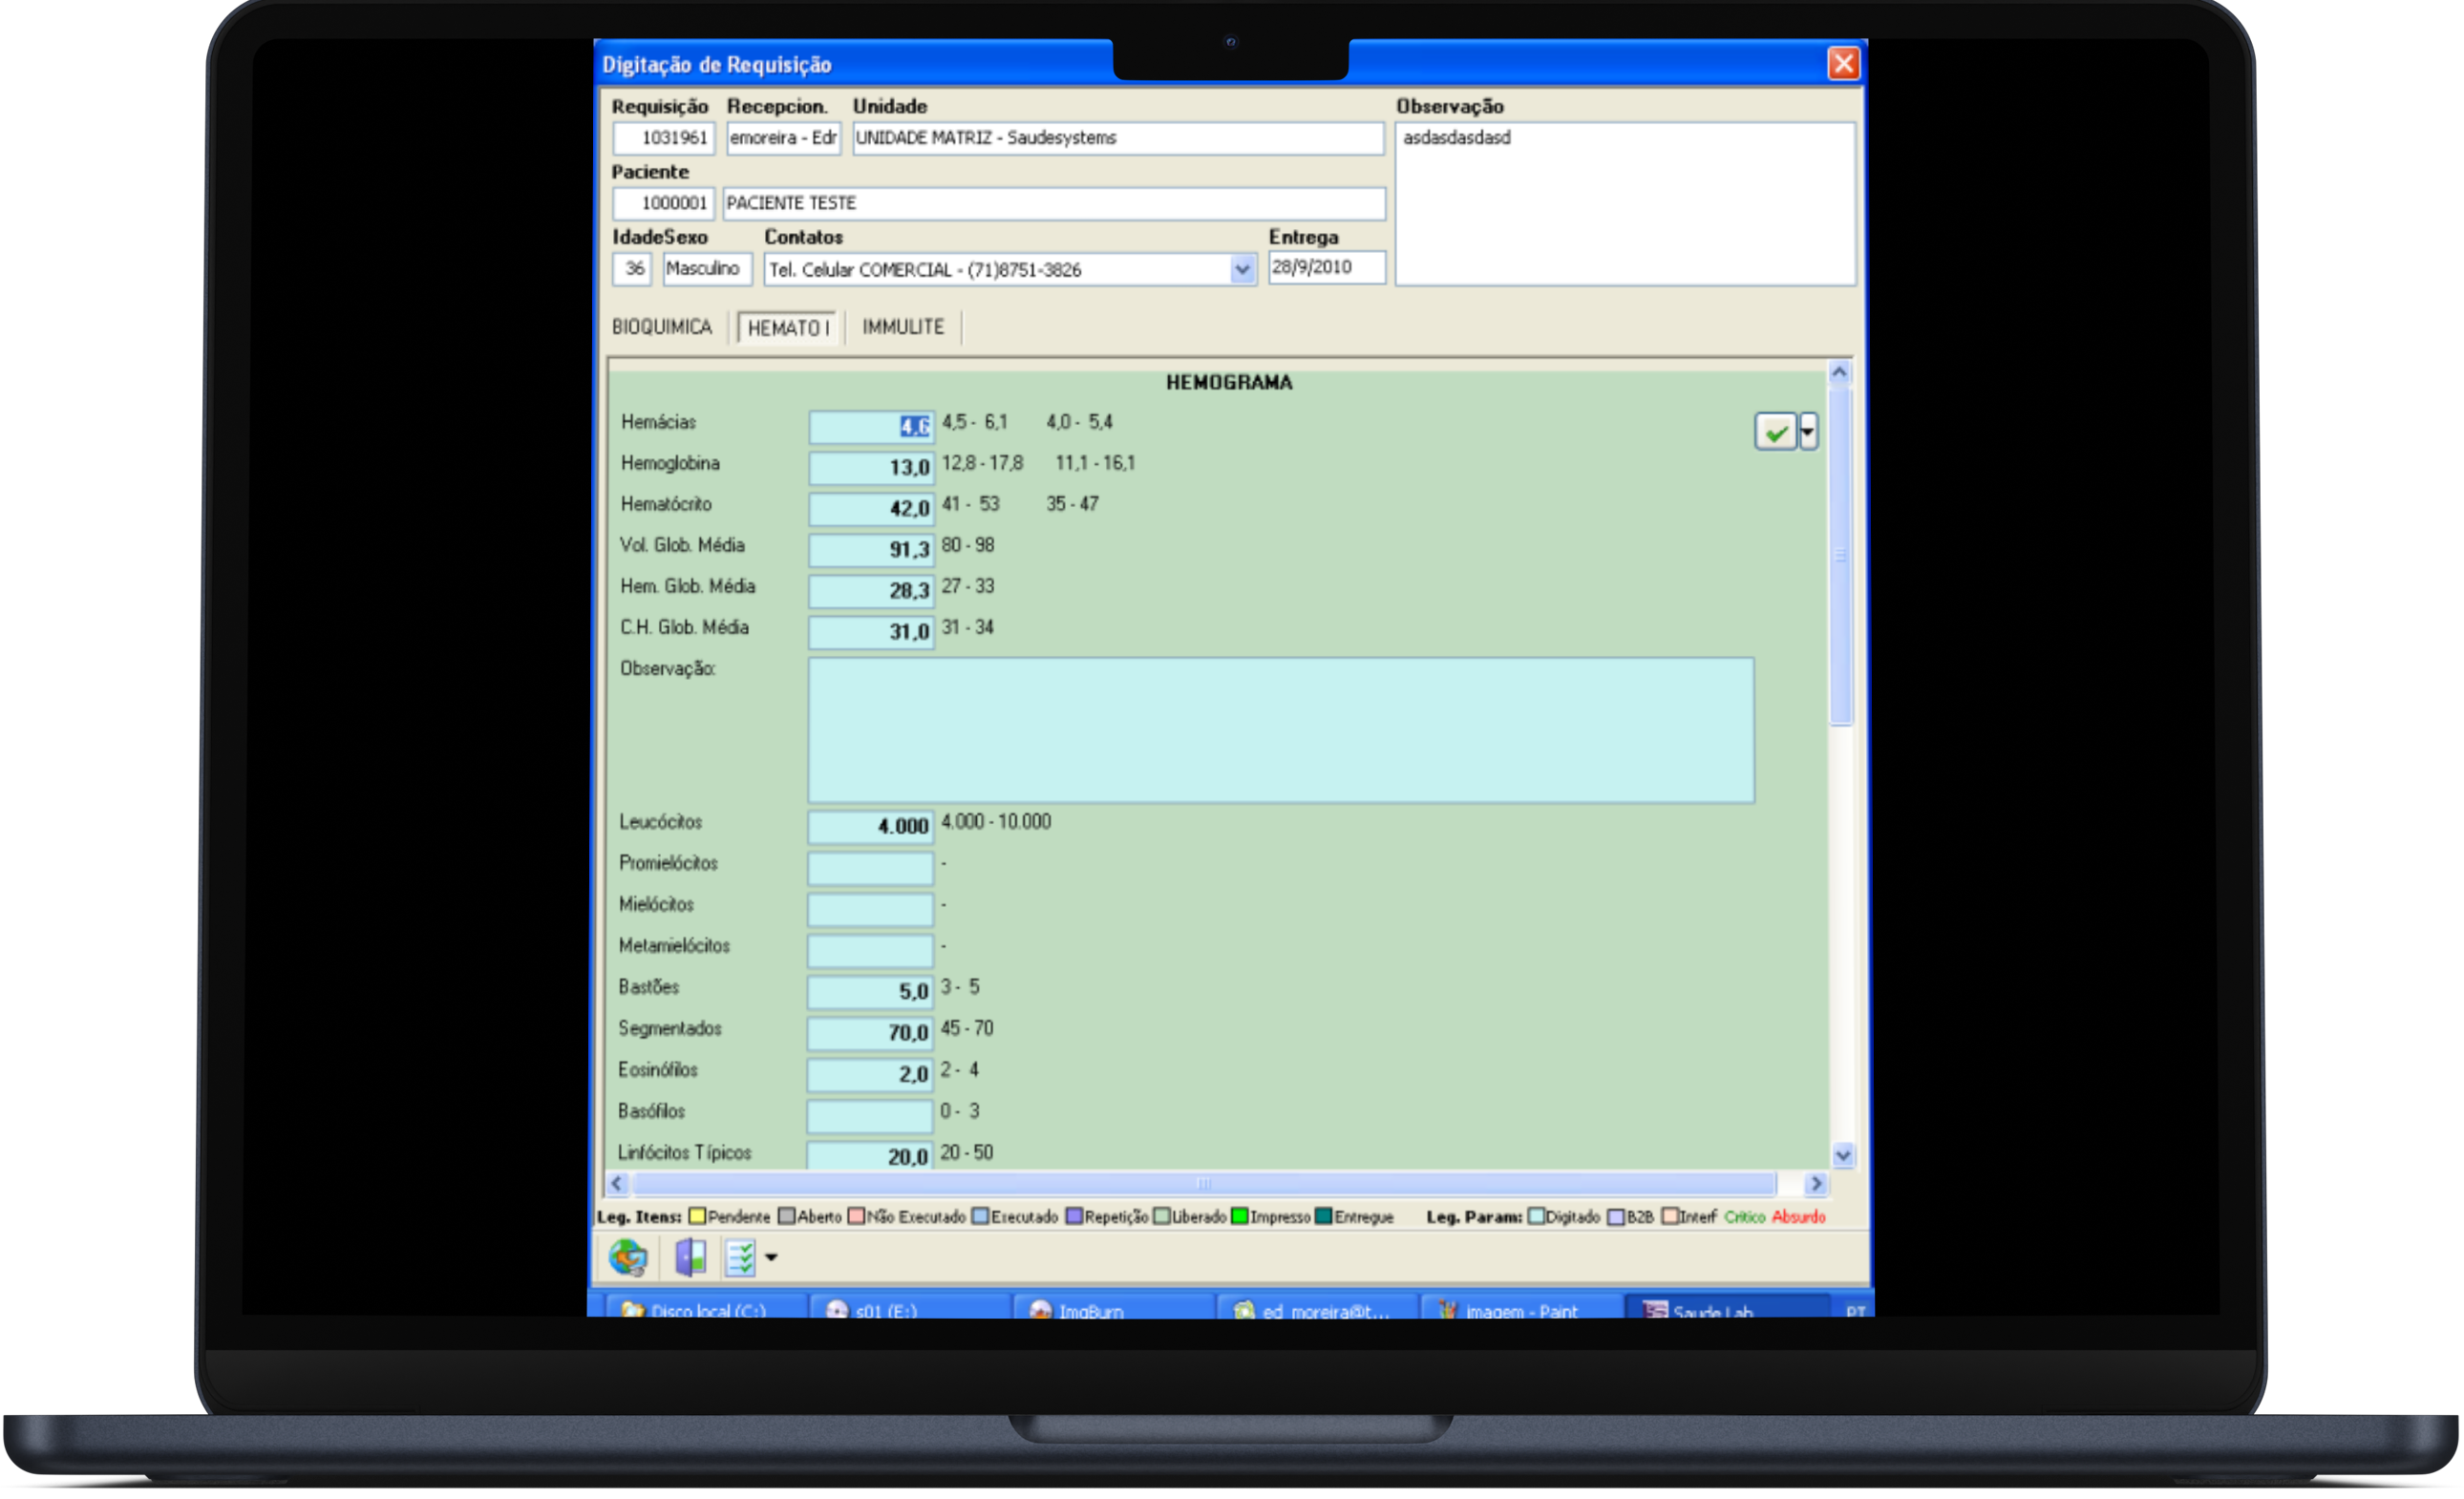 Digitação de Requisição
Requisição Recepcion. Unidade Observação
1031961 emoreira - Edr UNIDADE MATRIZ - Saudesystems asdasdasdasd
Paciente
1000001 PACIENTE TESTE
Idade Sexo Contatos Entrega
36 Masculino Tel. Celular COMERCIAL - (71)8751-3826 28/9/2010
BIOQUIMICA HEMATO I IMMULITE
HEMOGRAMA
Hemácias 4,6 4,5 - 6,1 4,0 - 5,4
Hemoglobina 13,0 12,8 - 17,8 11,1 - 16,1
Hematócrito 42,0 41 - 53 35 - 47
Vol. Glob. Média 91,3 80 - 98
Hem. Glob. Média 28,3 27 - 33
C.H. Glob. Média 31,0 31 - 34
Observação:
Leucócitos 4.000 4.000 - 10.000
Promielócitos -
Mielócitos -
Metamielócitos -
Bastões 5,0 3 - 5
Segmentados 70,0 45 - 70
Eosinófilos 2,0 2 - 4
Basófilos 0 - 3
Linfócitos Típicos 20,0 20 - 50
Leg. Itens: Pendente Aberto Não Executado Executado Repetição Liberado Impresso Entregue Leg. Param: Digitado B2B Interf Crítico Absurdo
Disco local (C:) s01 (E:) ImgBurn ed_moreira@t... imagem - Paint Saude Lab PT